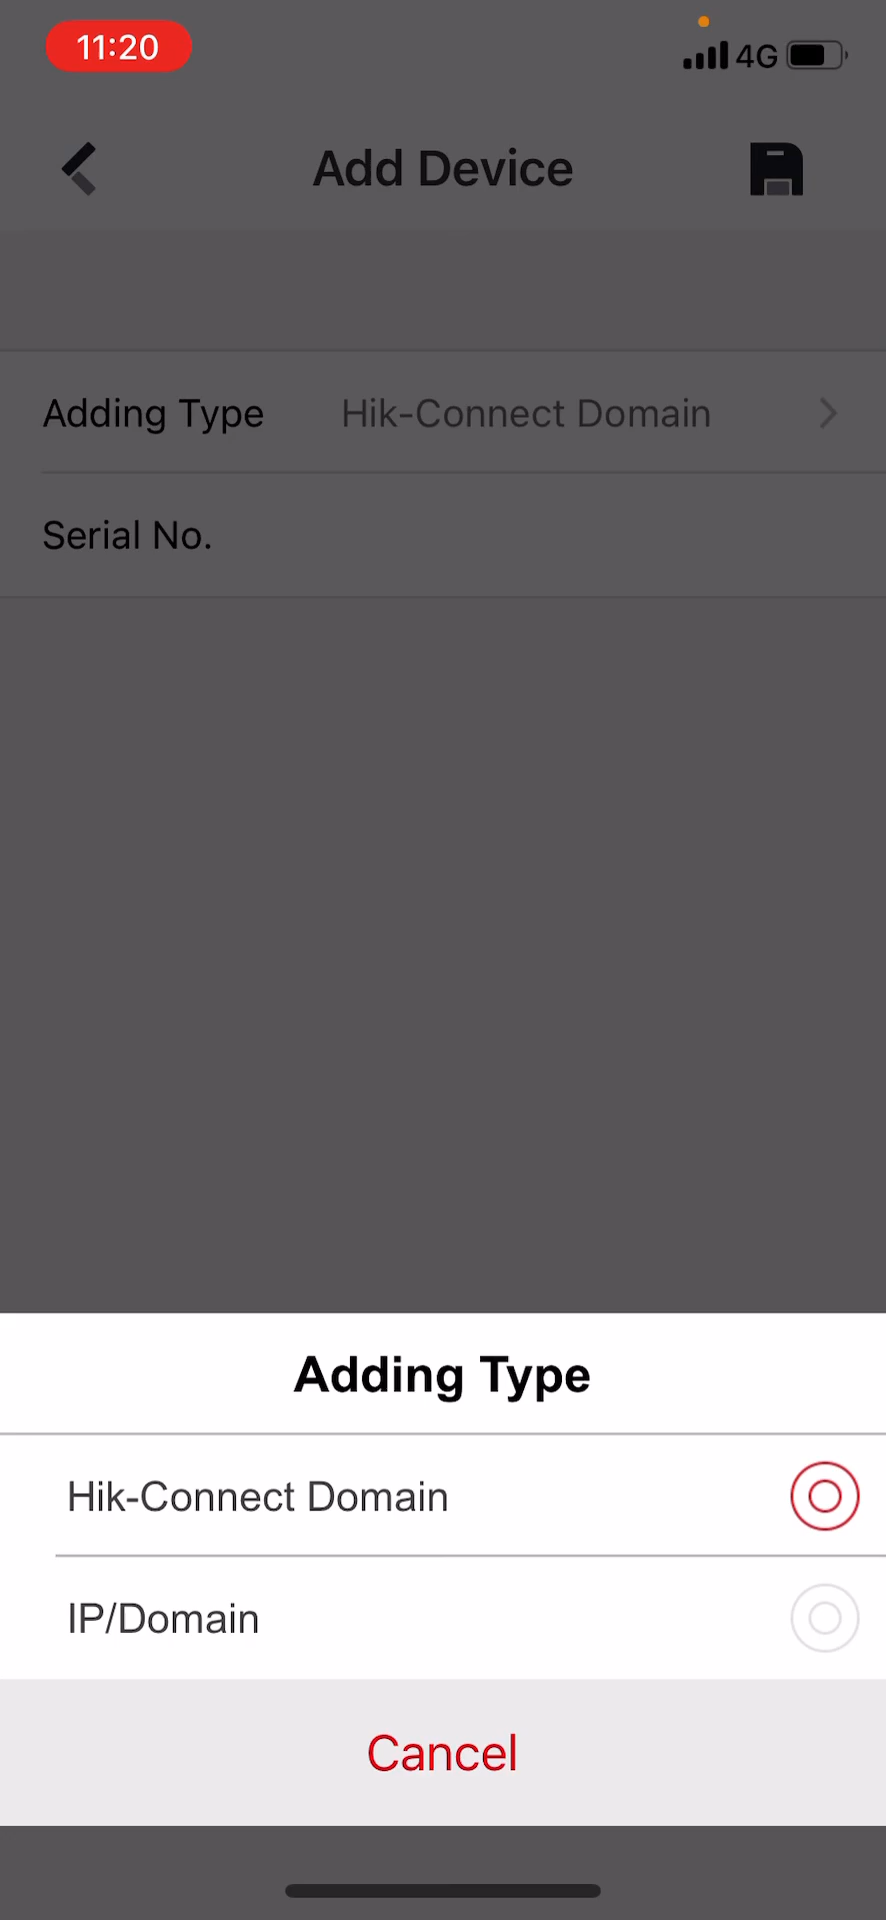 11:20
4G
Add Device
Adding Type Hik-Connect Domain
Serial No.
Adding Type
Hik-Connect Domain
IP/Domain
Cancel